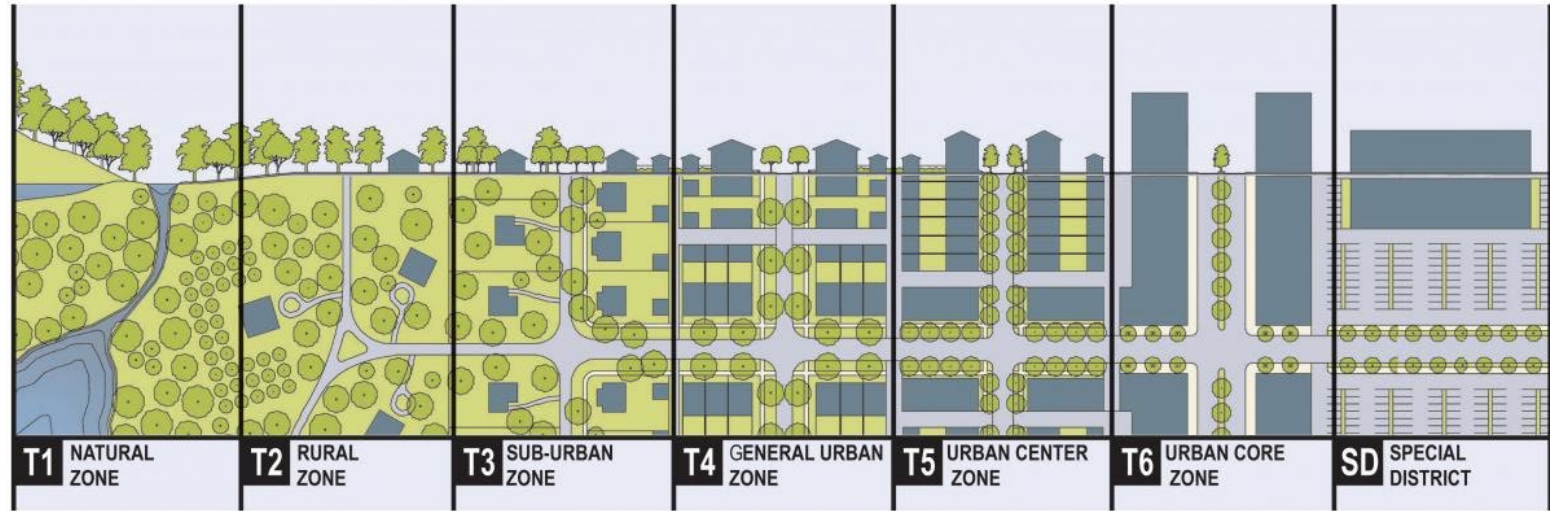 T1 NATURAL
ZONE
T2 RURAL
ZONE
T3 SUB-URBAN
ZONE
T4 GENERAL URBAN
ZONE
T5 URBAN CENTER
ZONE
T6 URBAN CORE
ZONE
SD SPECIAL
DISTRICT